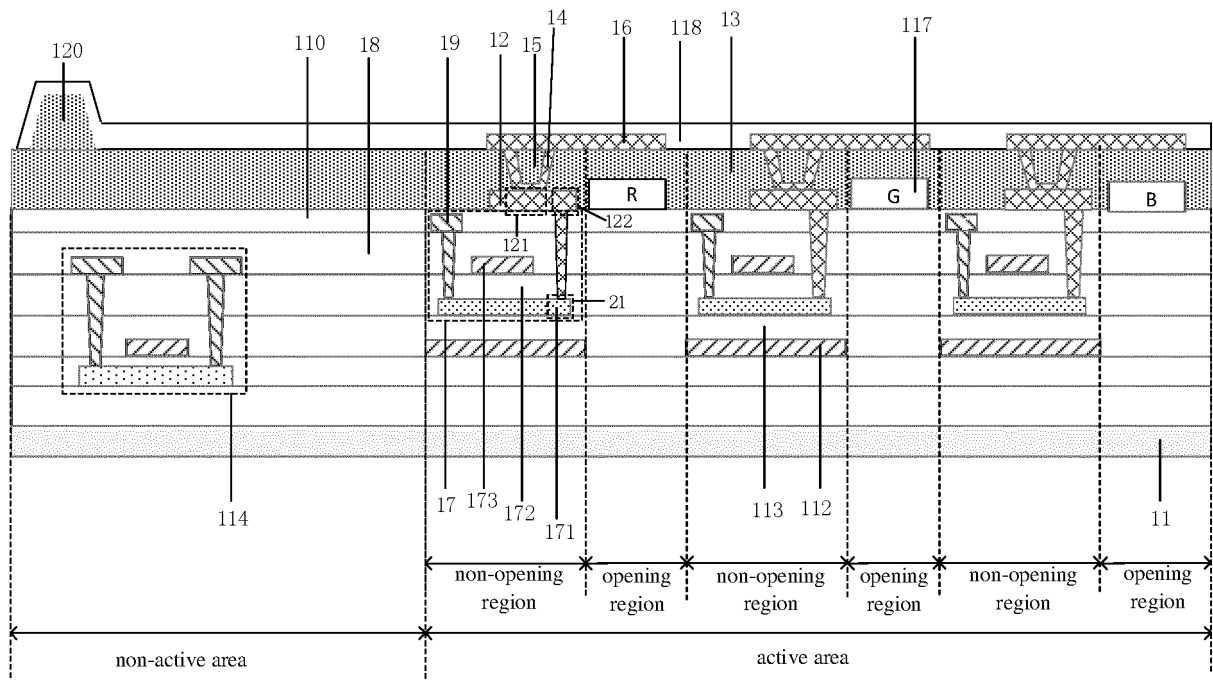 120
110
18
19
12
15
14
16
118
13
117
R
G
B
121
122
21
114
17
173
172
171
113
112
11
non-opening
region
opening
region
non-opening
region
opening
region
non-opening
region
opening
region
non-active area
active area